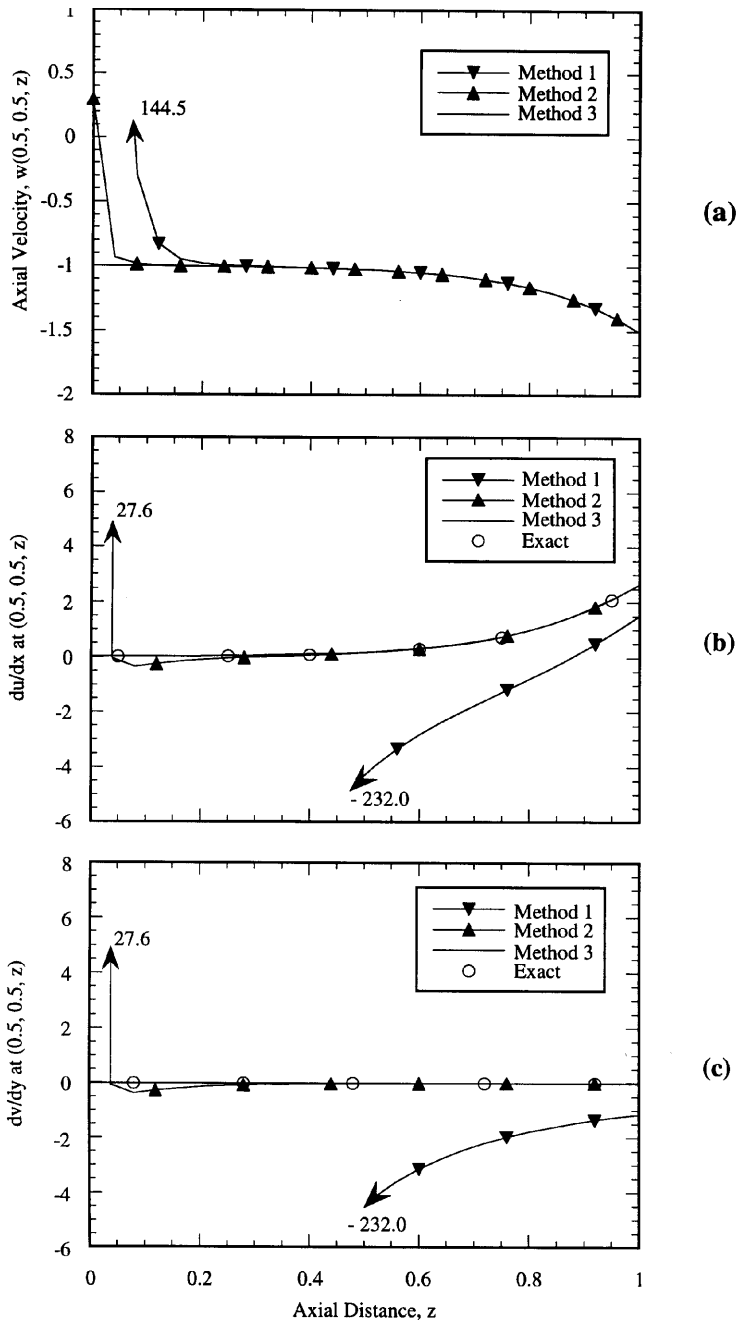 1
0.5
0
-0.5
-1
-1.5
-2
Axial Velocity, w(0.5, 0.5, z)
144.5
Method 1
Method 2
Method 3
(a)
8
6
4
2
0
-2
-4
-6
du/dx at (0.5, 0.5, z)
27.6
- 232.0
Method 1
Method 2
Method 3
Exact
(b)
8
6
4
2
0
-2
-4
-6
dv/dy at (0.5, 0.5, z)
27.6
- 232.0
Method 1
Method 2
Method 3
Exact
(c)
0 0.2 0.4 0.6 0.8 1
Axial Distance, z